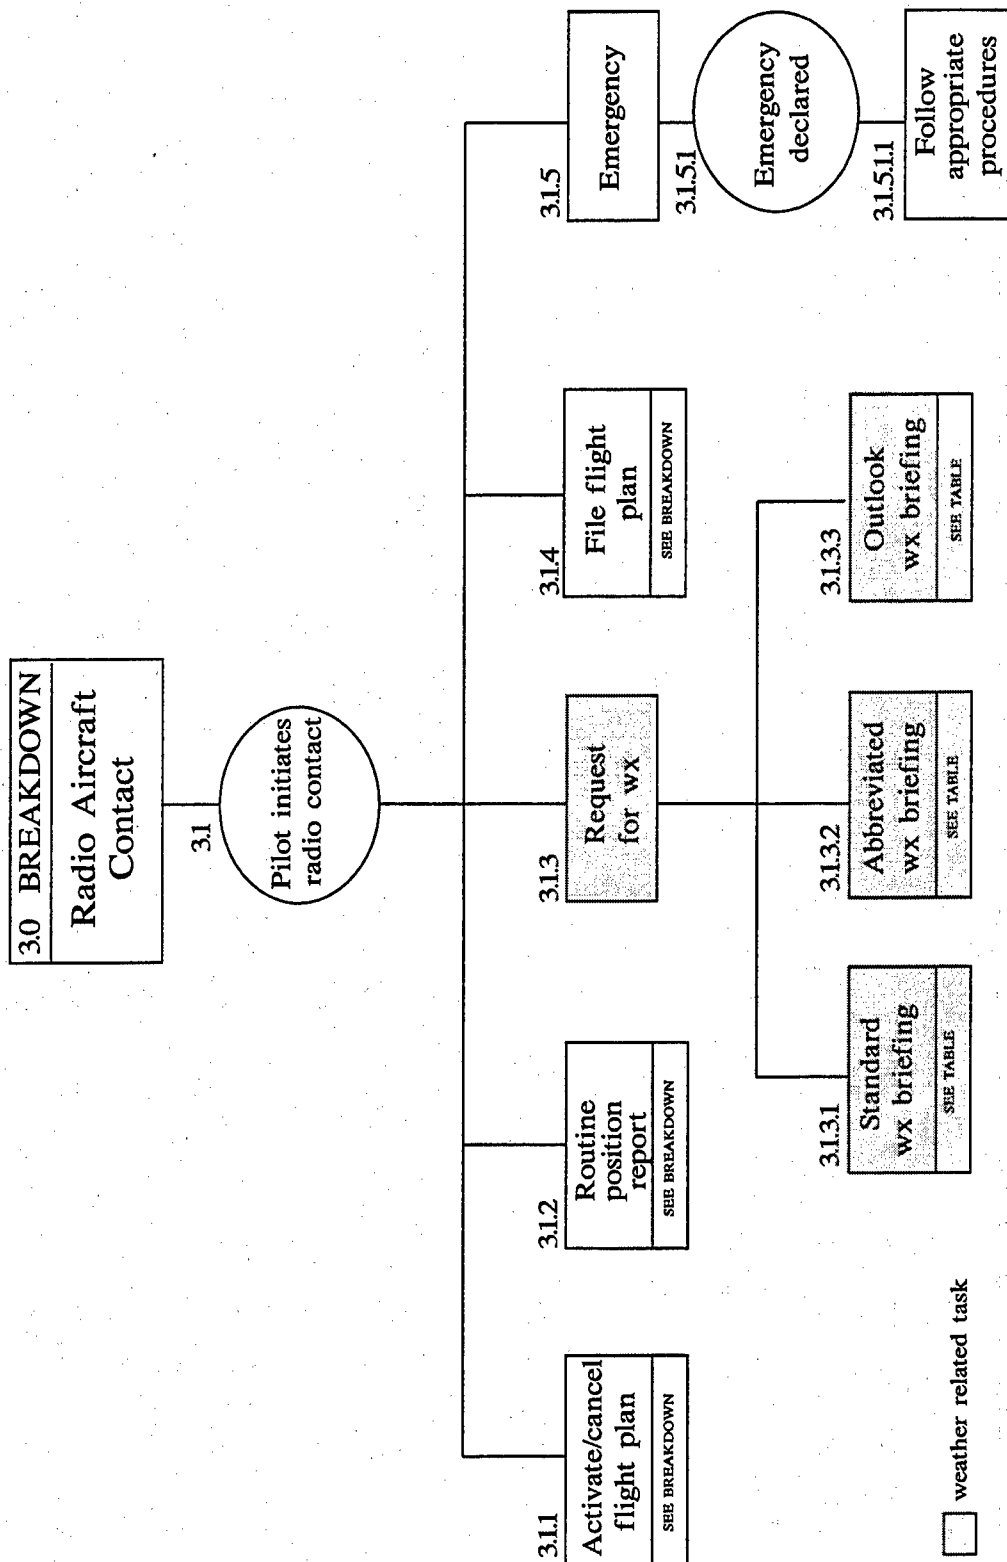 3.0 BREAKDOWN
Radio Aircraft
Contact
3.1
Pilot initiates
radio contact
3.1.1
Activate/cancel
flight plan
SEE BREAKDOWN
3.1.2
Routine
position
report
SEE BREAKDOWN
3.1.3
Request
for wx
3.1.4
File flight
plan
SEE BREAKDOWN
3.1.5
Emergency
3.1.5.1
Emergency
declared
3.1.5.1.1
Follow
appropriate
procedures
3.1.3.1
Standard
wx briefing
SEE TABLE
3.1.3.2
Abbreviated
wx briefing
SEE TABLE
3.1.3.3
Outlook
wx briefing
SEE TABLE
weather related task